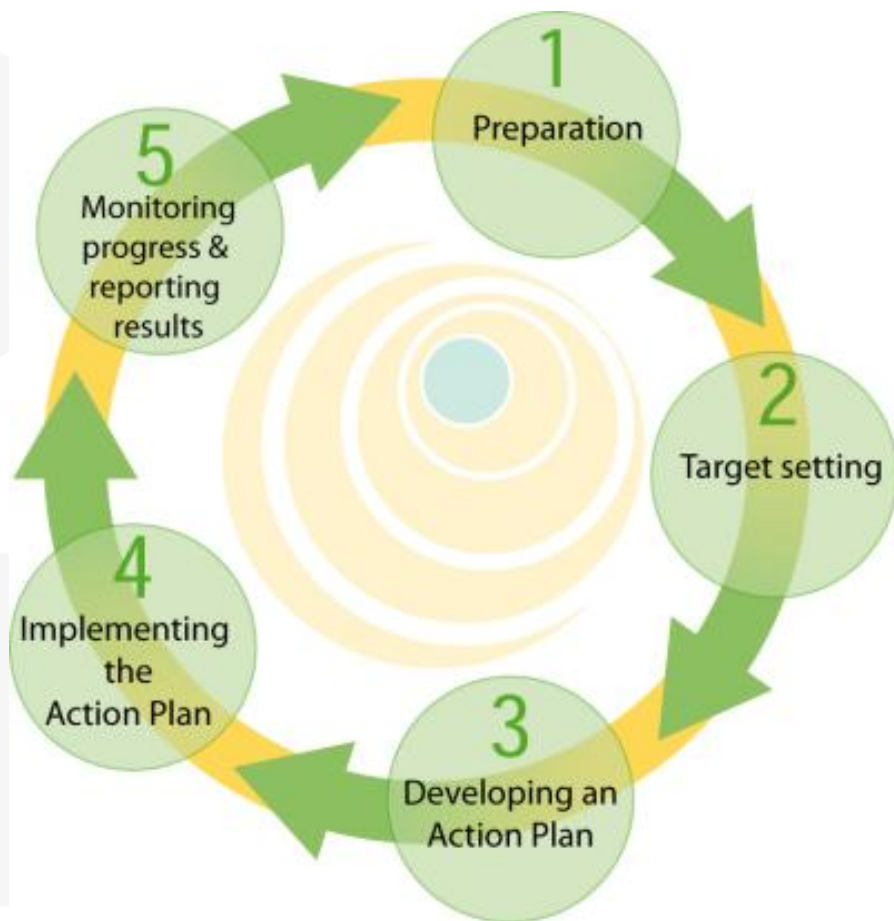 1
Preparation
2
Target setting
3
Developing an
Action Plan
4
Implementing
the
Action Plan
5
Monitoring
progress &
reporting
results